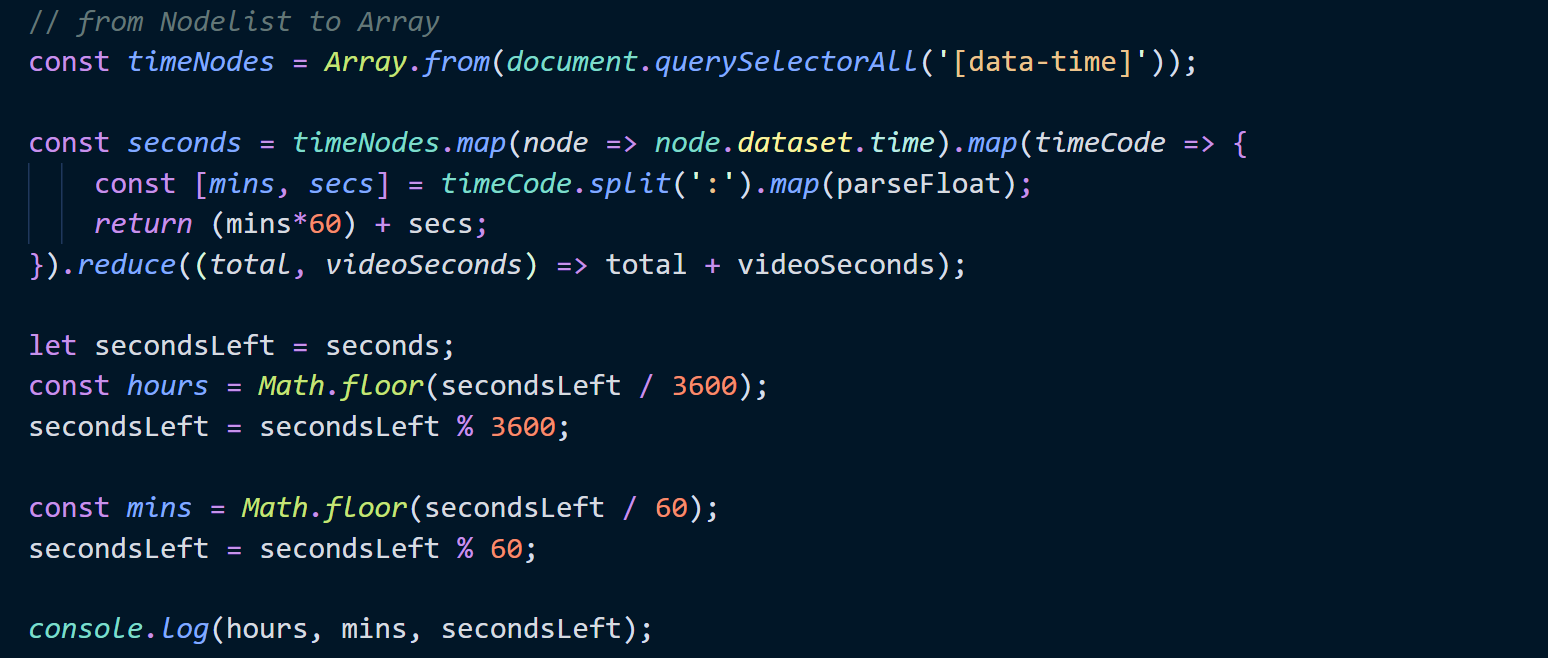 // from Nodelist to Array
const timeNodes = Array.from(document.querySelectorAll('[data-time]'));
const seconds = timeNodes.map(node => node.dataset.time).map(timeCode => {
const [mins, secs] = timeCode.split(':').map(parseFloat);
return (mins*60) + secs;
}).reduce((total, videoSeconds) => total + videoSeconds);
let secondsLeft = seconds;
const hours = Math.floor(secondsLeft / 3600);
secondsLeft = secondsLeft % 3600;
const mins = Math.floor(secondsLeft / 60);
secondsLeft = secondsLeft % 60;
console.log(hours, mins, secondsLeft);